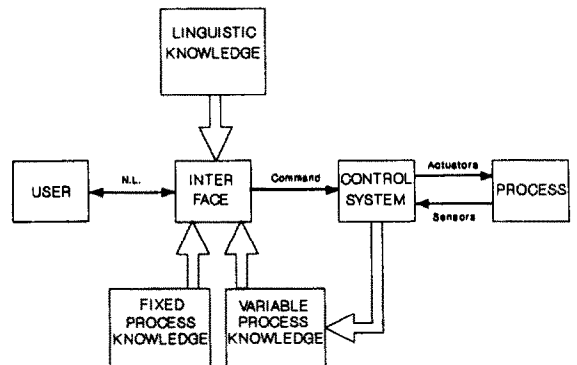 LINGUISTIC
KNOWLEDGE
USER
N.L.
INTER
FACE
Command
CONTROL
SYSTEM
Actuators
Sensors
PROCESS
FIXED
PROCESS
KNOWLEDGE
VARIABLE
PROCESS
KNOWLEDGE